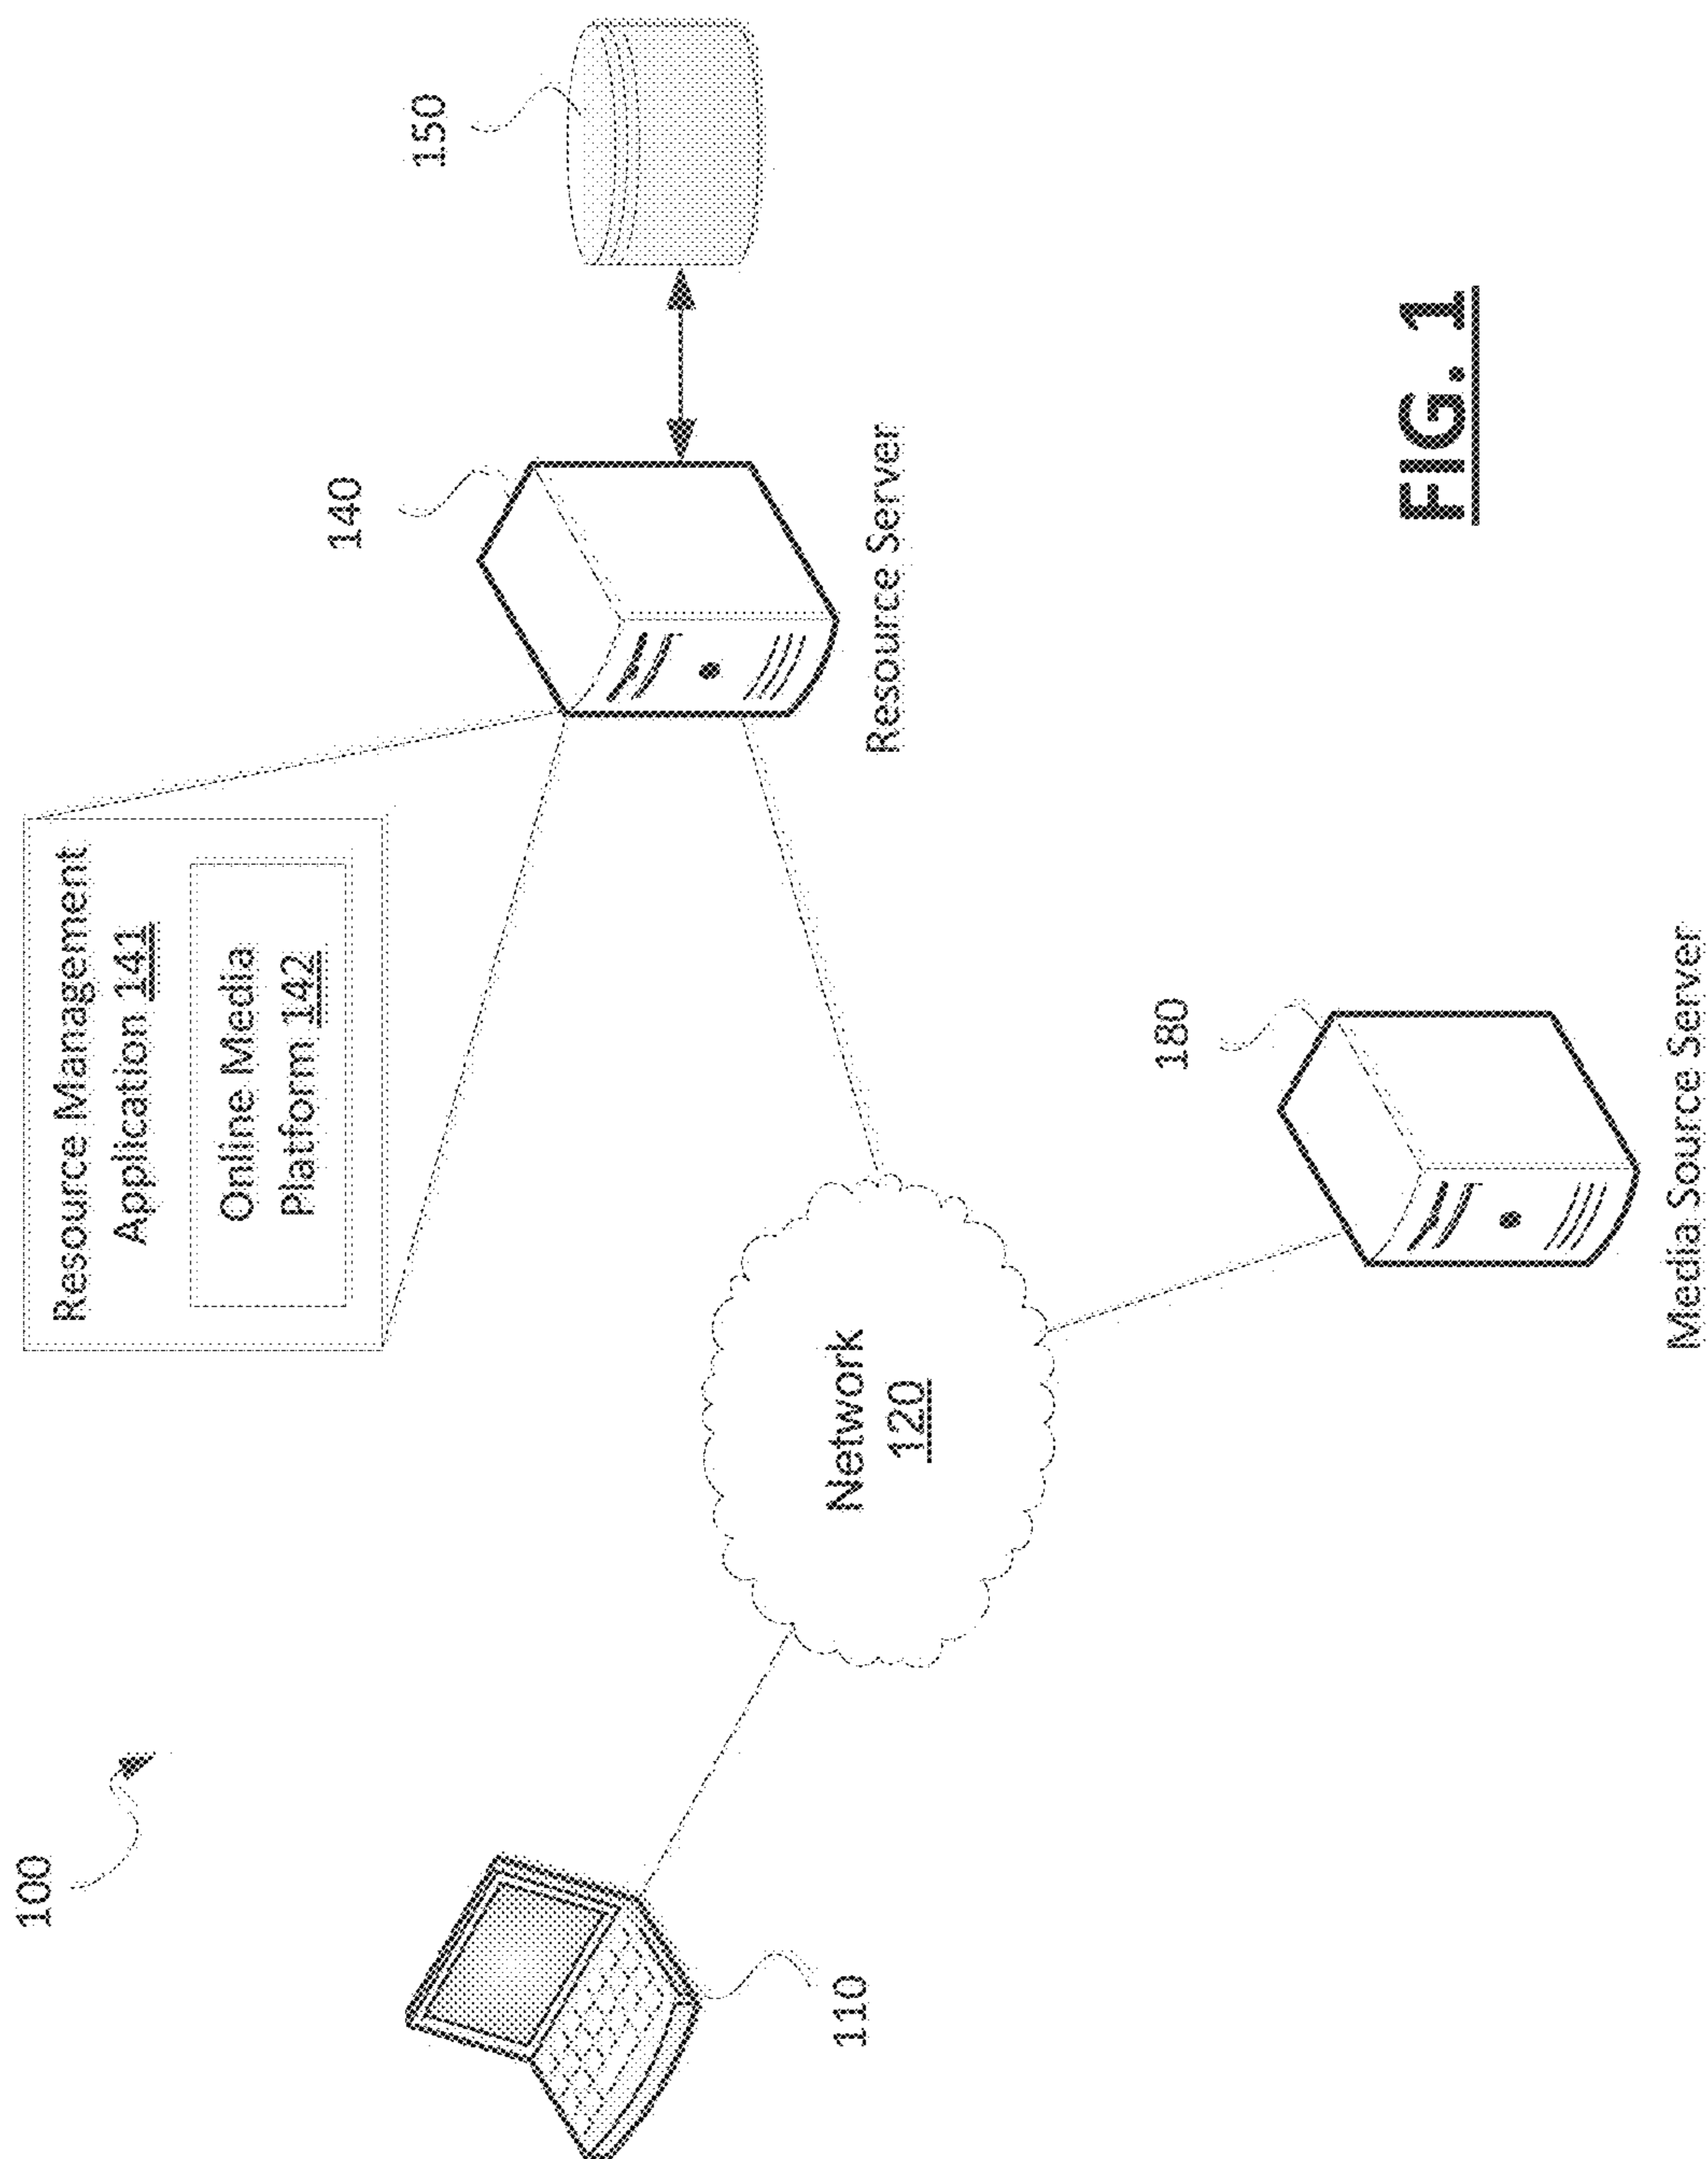 100
Resource Management
Application 141
Online Media
Platform 142
140
150
Resource Server
Network
120
110
180
Media Source Server
FIG. 1